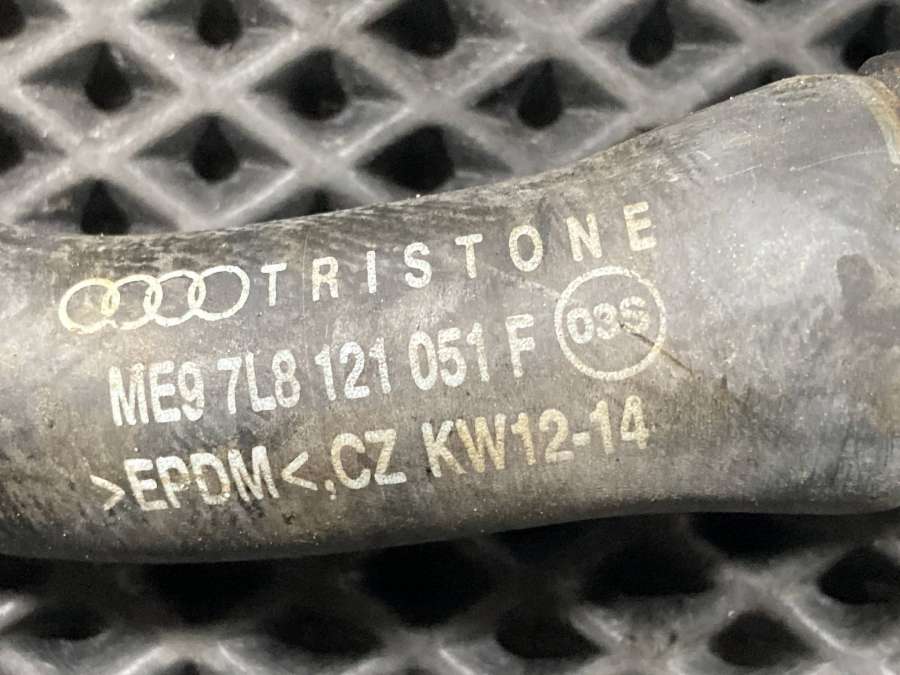 TRISTONE
ME9 7L8 121 051 F 03S
>EPDM<,CZ KW12-14